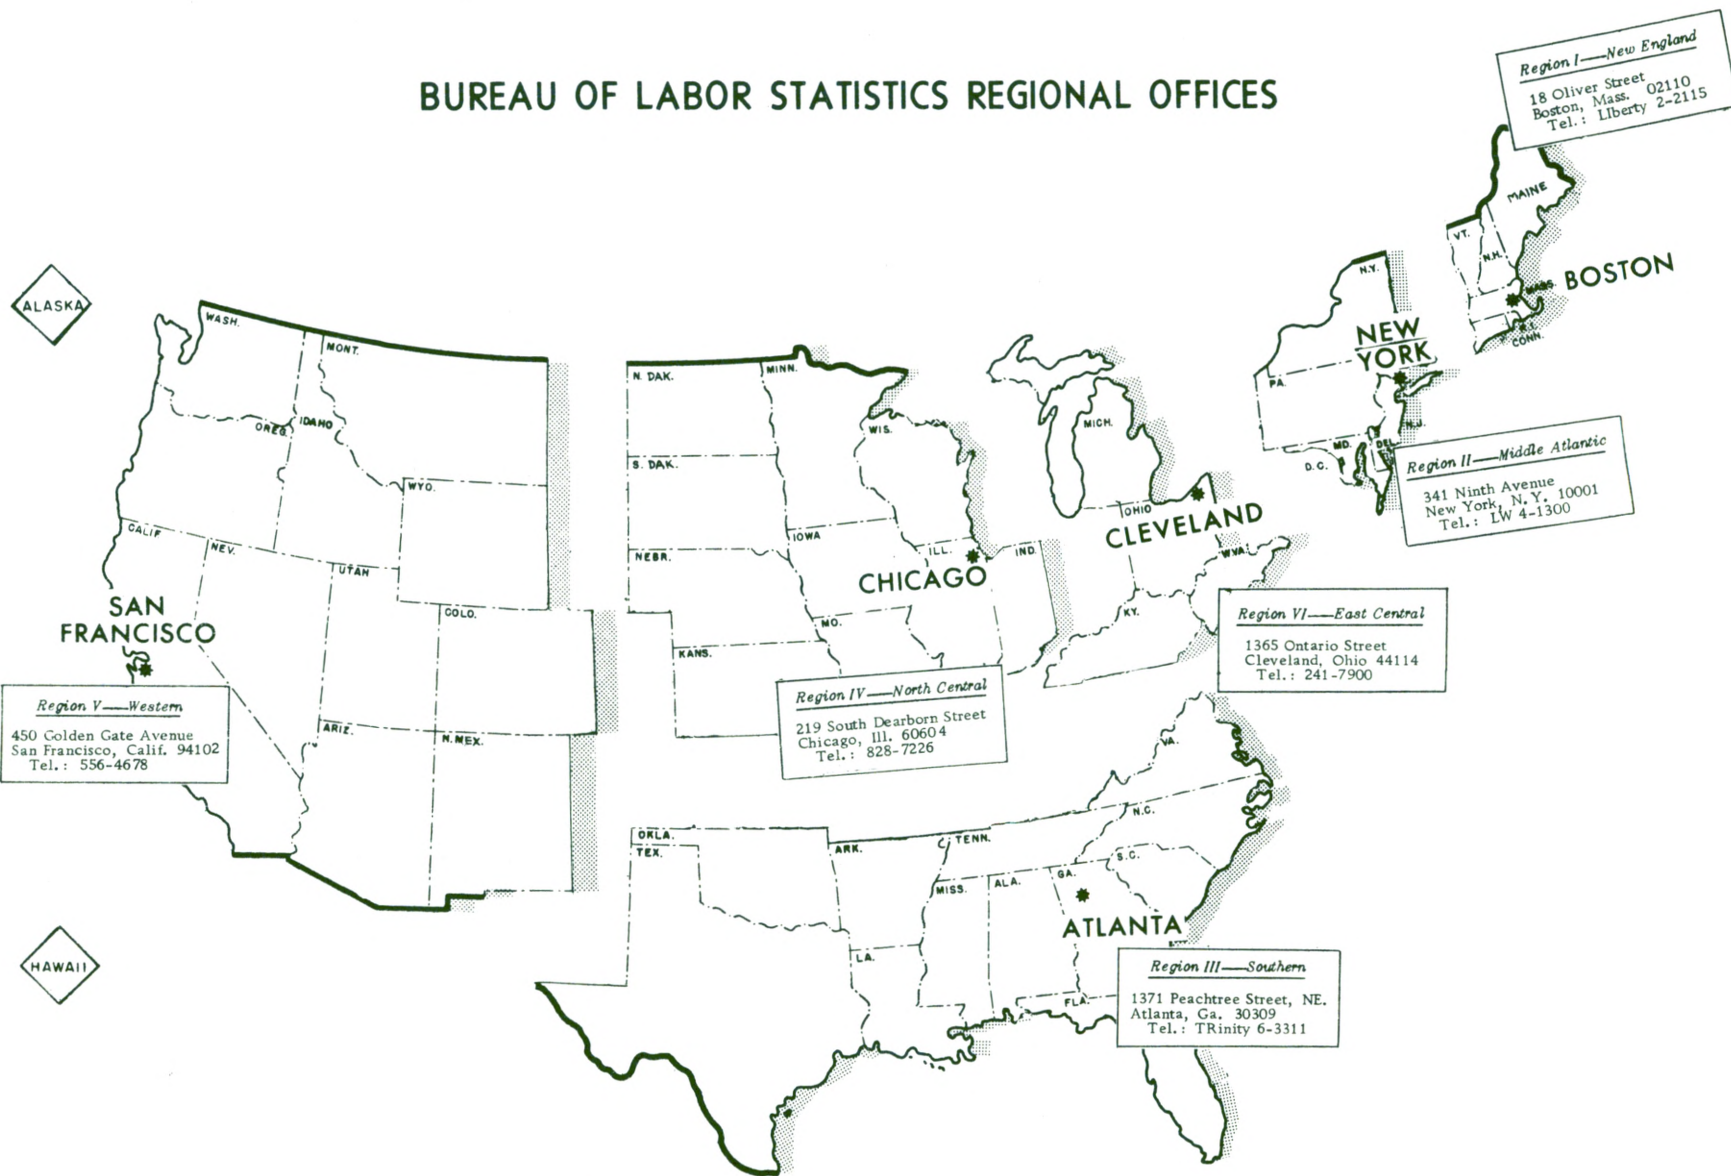 BUREAU OF LABOR STATISTICS REGIONAL OFFICES
Region I—New England
18 Oliver Street
Boston, Mass. 02110
Tel.: LIberty 2-2115
MAINE
VT.
N.H.
MASS.
BOSTON
R.I.
CONN.
N.Y.
NEW
YORK
PA.
N.J.
MD.
DEL.
D.C.
Region II—Middle Atlantic
341 Ninth Avenue
New York, N.Y. 10001
Tel.: LW 4-1300
ALASKA
WASH.
MONT.
OREG.
IDAHO
WYO.
CALIF
NEV.
UTAH
COLO.
ARIZ.
N.MEX.
SAN
FRANCISCO
Region V—Western
450 Golden Gate Avenue
San Francisco, Calif. 94102
Tel.: 556-4678
HAWAII
N. DAK.
MINN.
WIS.
S. DAK.
IOWA
NEBR.
ILL.
IND.
CHICAGO
MO.
KANS.
Region IV—North Central
219 South Dearborn Street
Chicago, Ill. 60604
Tel.: 828-7226
MICH.
OHIO
CLEVELAND
W.VA.
KY.
Region VI—East Central
1365 Ontario Street
Cleveland, Ohio 44114
Tel.: 241-7900
VA.
N.C.
OKLA.
TEX.
ARK.
TENN.
S.C.
MISS.
ALA.
GA.
ATLANTA
LA.
FLA.
Region III—Southern
1371 Peachtree Street, NE.
Atlanta, Ga. 30309
Tel.: TRinity 6-3311